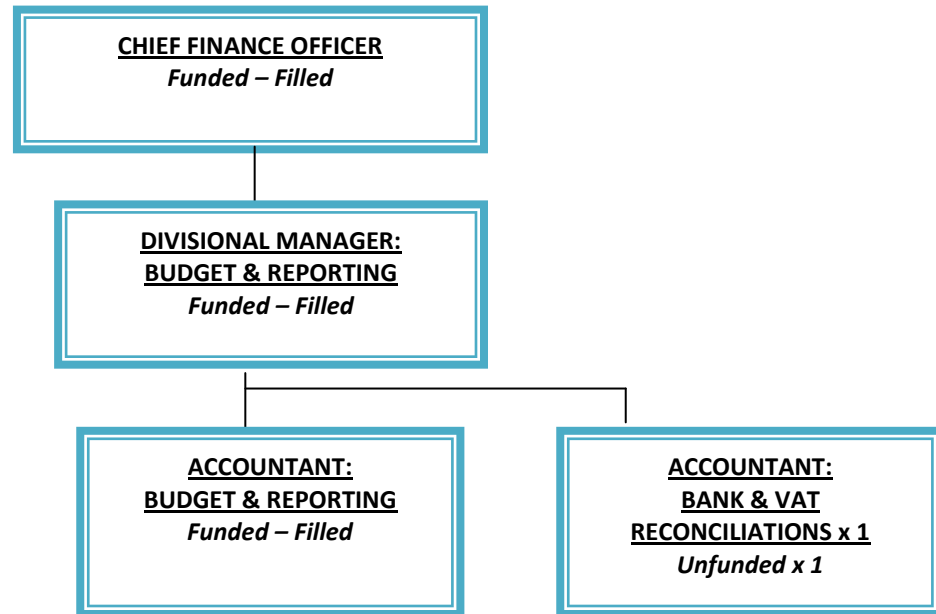 CHIEF FINANCE OFFICER
Funded – Filled
DIVISIONAL MANAGER:
BUDGET & REPORTING
Funded – Filled
ACCOUNTANT:
BUDGET & REPORTING
Funded – Filled
ACCOUNTANT:
BANK & VAT
RECONCILIATIONS x 1
Unfunded x 1